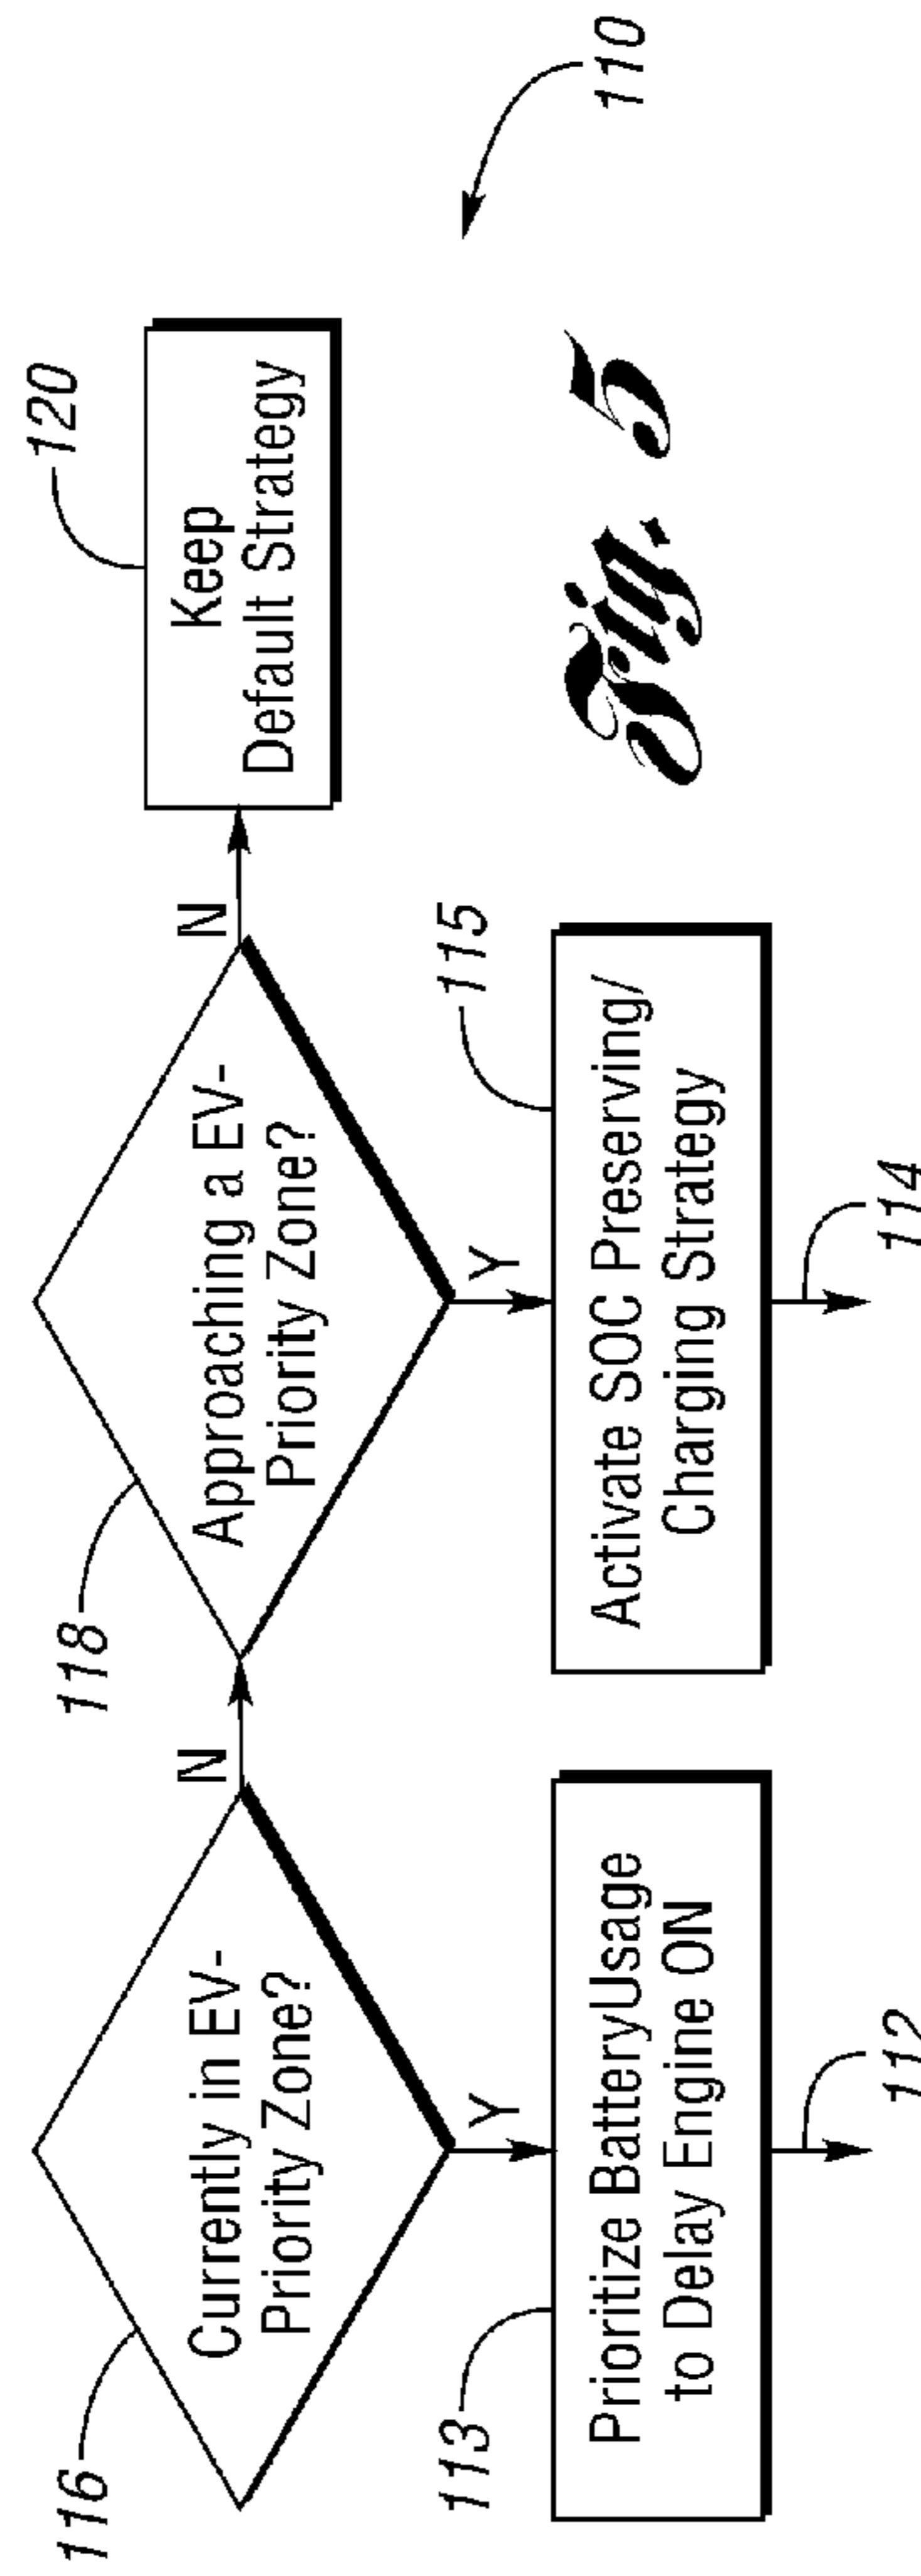 116
Currently in EV-
Priority Zone?
N
Y
118
Approaching a EV-
Priority Zone?
N
Y
120
Keep
Default Strategy
113
Prioritize BatteryUsage
to Delay Engine ON
112
115
Activate SOC Preserving/
Charging Strategy
114
Fig. 5
110